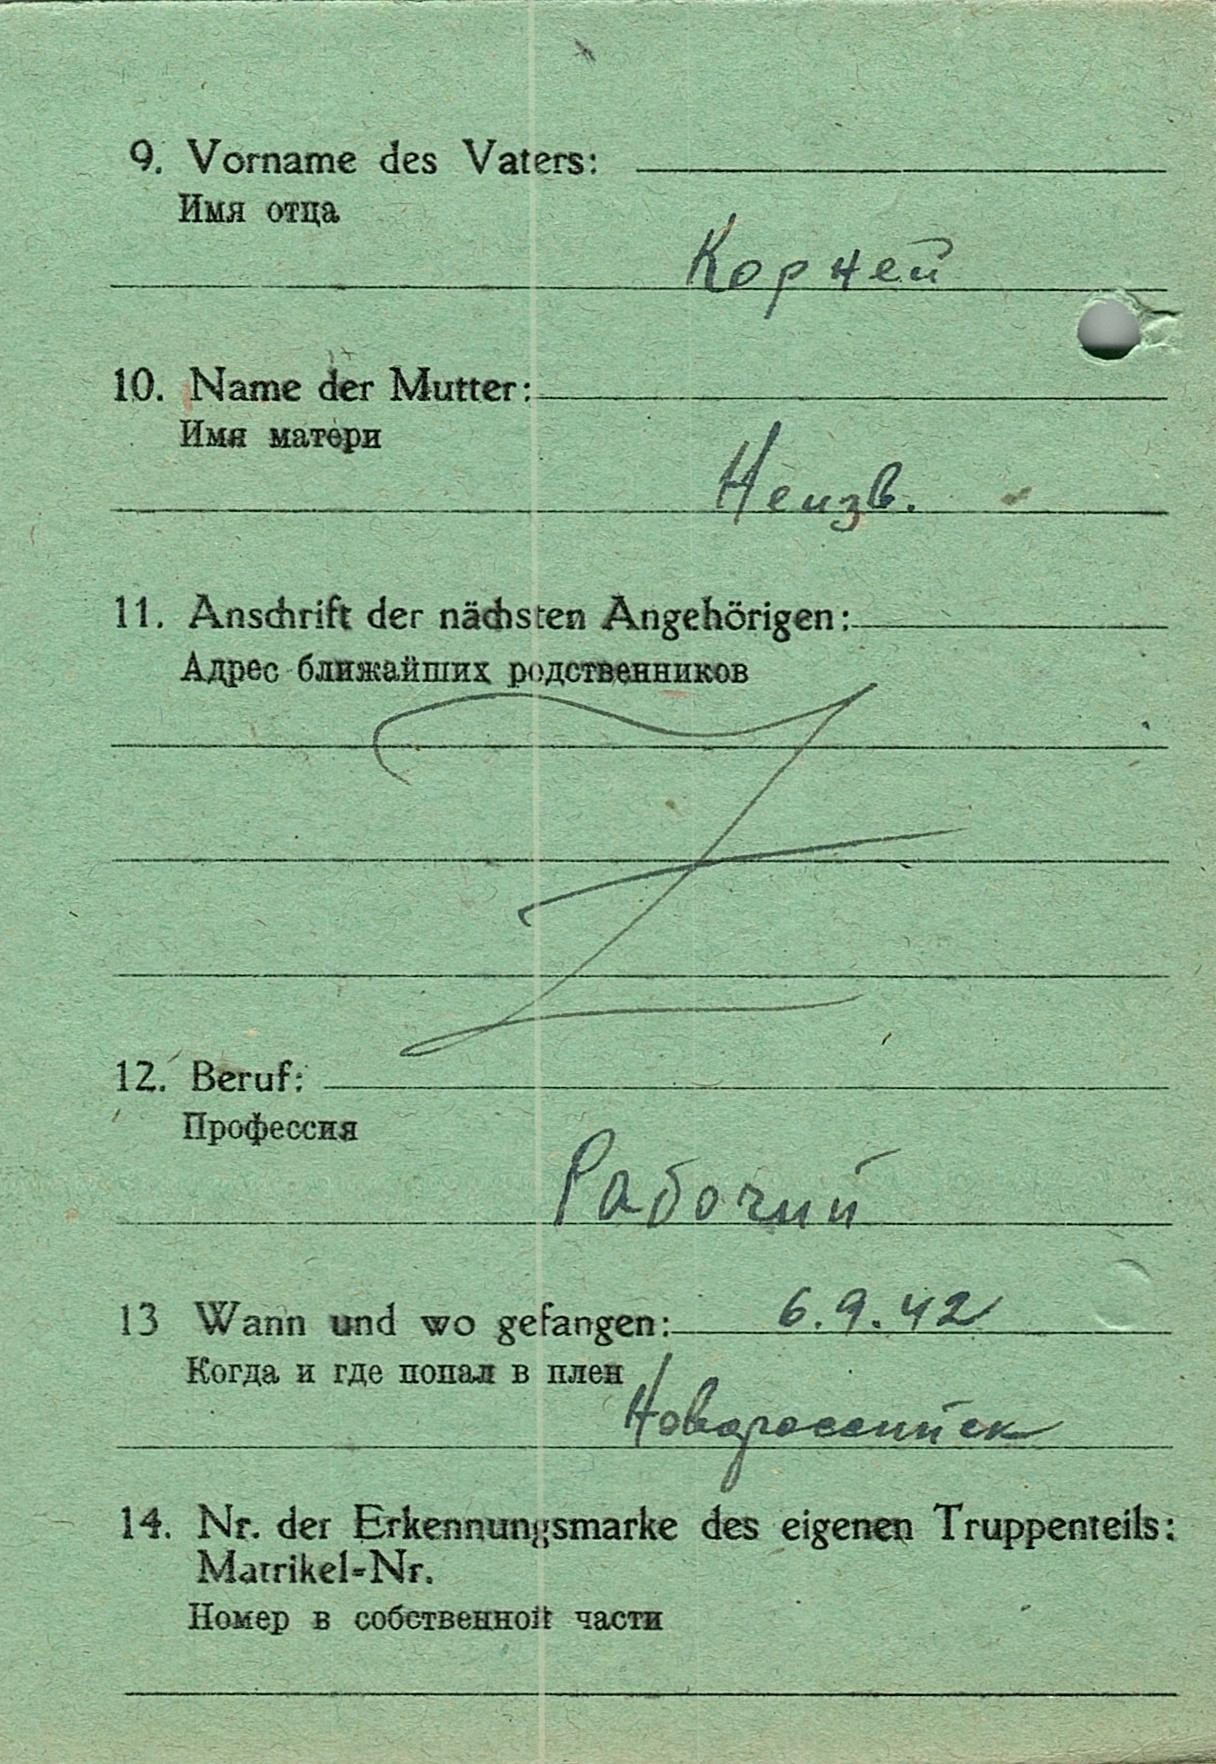 9. Vorname des Vaters:
Имя отца
Корней
10. Name der Mutter:
Имя матери
Неизв.
11. Anschrift der nächsten Angehörigen:
Адрес ближайших родственников
12. Beruf:
Профессия
Рабочий
13 Wann und wo gefangen: 6.9.42
Когда и где попал в плен
Новороссийск
14. Nr. der Erkennungsmarke des eigenen Truppenteils:
Matrikel-Nr.
Номер в собственной части